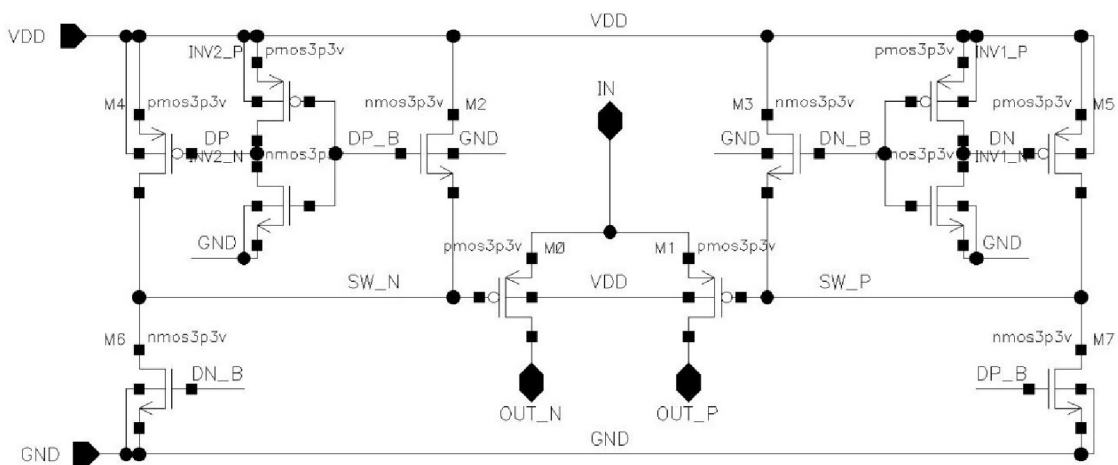 VDD
VDD
INV2_P pmos3p3v
pmos3p3v INV1_P
M4 pmos3p3v
nmos3p3v M2
IN
M3 nmos3p3v
pmos3p3v M5
DP
DP_B
GND
GND
DN_B
DN
INV2_N nmos3p3v
nmos3p3v INV1_N
GND
GND
pmos3p3v M0
M1 pmos3p3v
SW_N
VDD
SW_P
M6 nmos3p3v
nmos3p3v M7
DN_B
DP_B
OUT_N
OUT_P
GND
GND